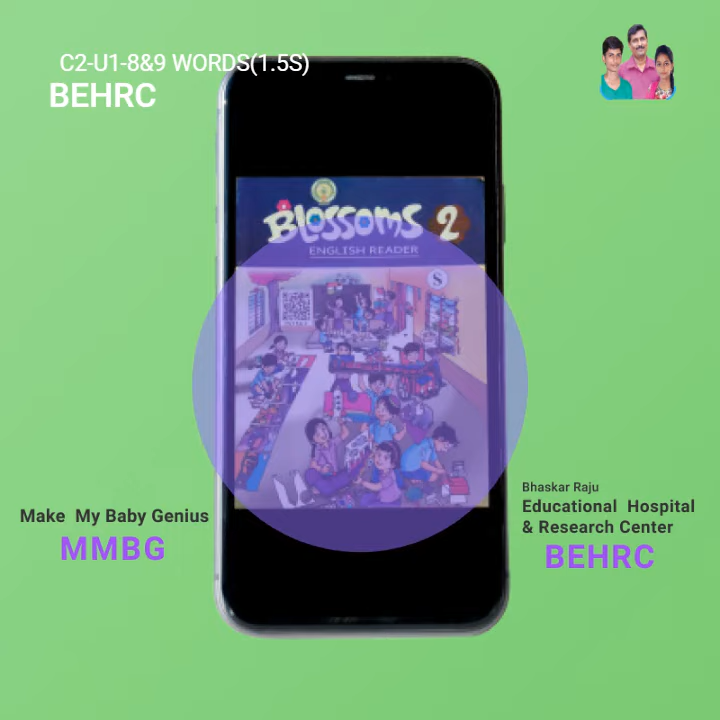 C2-U1-8&9 WORDS(1.5S)
BEHRC
BLOSSOMS 2
ENGLISH READER
S
Make My Baby Genius
MMBG
Bhaskar Raju
Educational Hospital
& Research Center
BEHRC